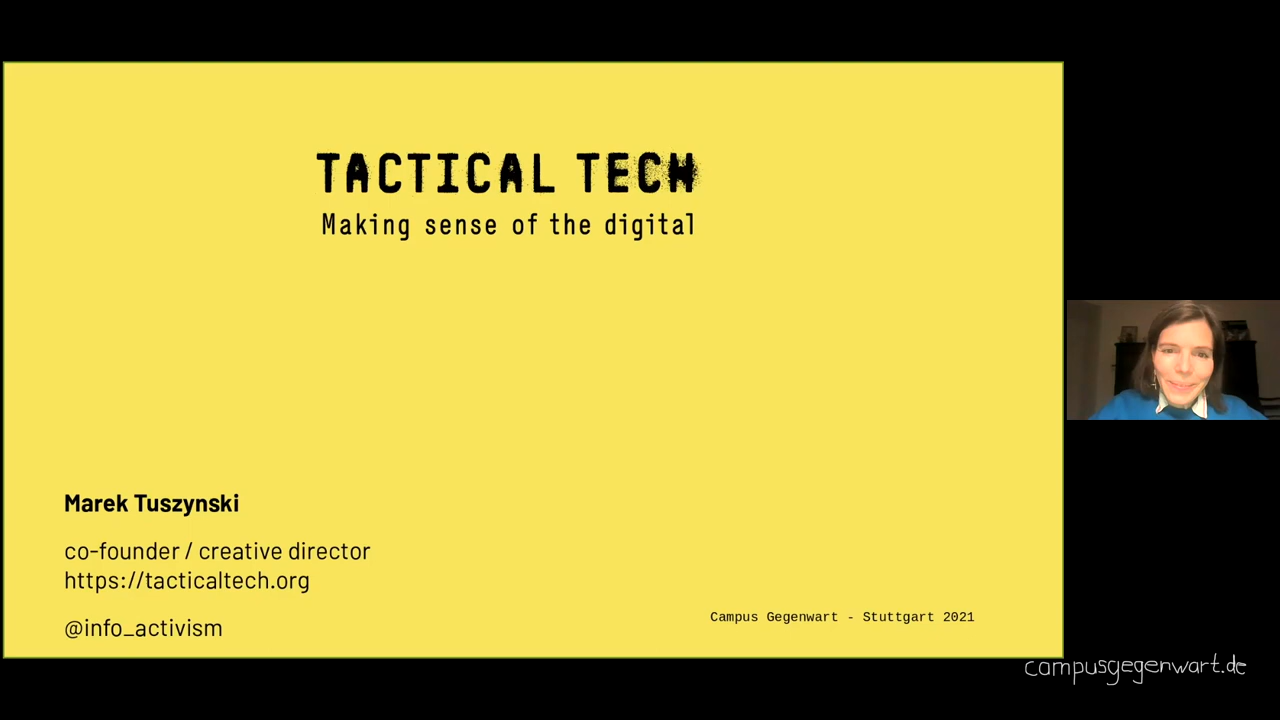 TACTICAL TECH
Making sense of the digital
Marek Tuszynski
co-founder / creative director
https://tacticaltech.org
@info_activism
Campus Gegenwart - Stuttgart 2021
campusgegenwart.de